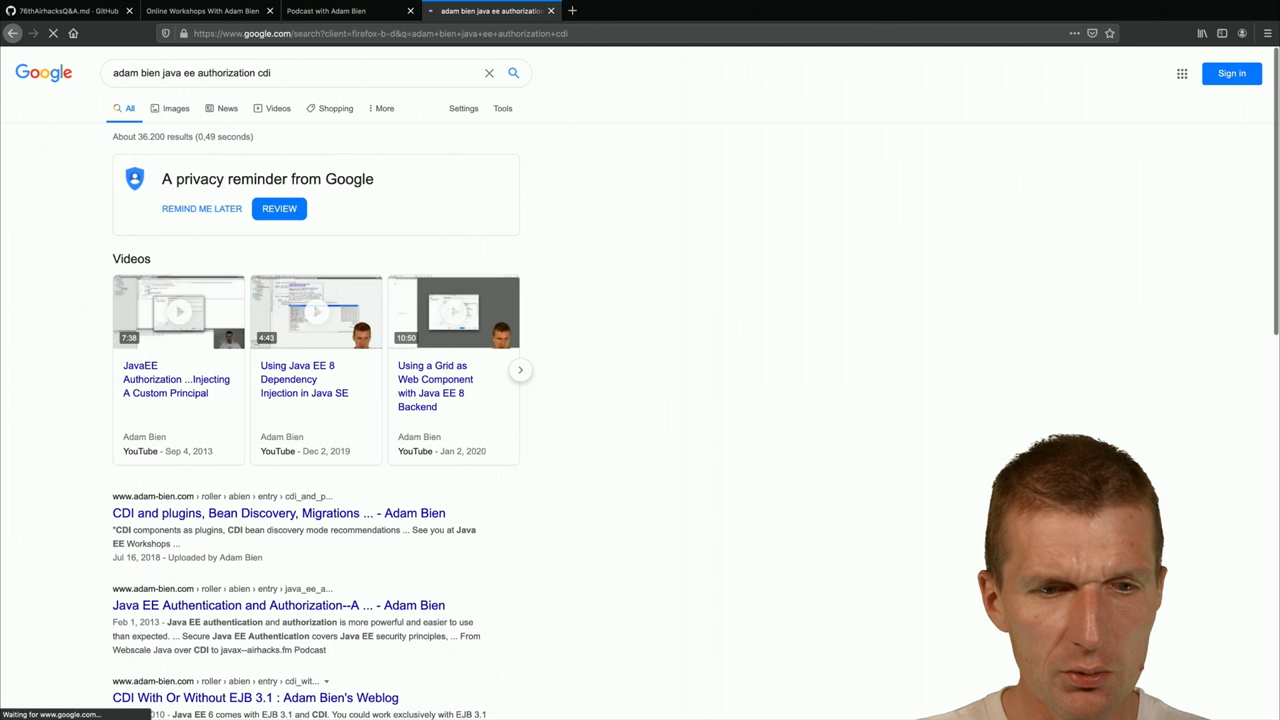 76thAirhacksQ&A.md · GitHub
Online Workshops With Adam Bien
Podcast with Adam Bien
adam bien java ee authorization
https://www.google.com/search?client=firefox-b-d&q=adam+bien+java+ee+authorization+cdi
Google
adam bien java ee authorization cdi
Sign in
All
Images
News
Videos
Shopping
More
Settings
Tools
About 36.200 results (0,49 seconds)
A privacy reminder from Google
REMIND ME LATER
REVIEW
Videos
7:38
4:43
10:50
JavaEE
Authorization ...Injecting
A Custom Principal
Adam Bien
YouTube - Sep 4, 2013
Using Java EE 8
Dependency
Injection in Java SE
Adam Bien
YouTube - Dec 2, 2019
Using a Grid as
Web Component
with Java EE 8
Backend
Adam Bien
YouTube - Jan 2, 2020
www.adam-bien.com › roller › abien › entry › cdi_and_p...
CDI and plugins, Bean Discovery, Migrations ... - Adam Bien
"CDI components as plugins, CDI bean discovery mode recommendations ... See you at Java
EE Workshops ...
Jul 16, 2018 - Uploaded by Adam Bien
www.adam-bien.com › roller › abien › entry › java_ee_a...
Java EE Authentication and Authorization--A ... - Adam Bien
Feb 1, 2013 - Java EE authentication and authorization is more powerful and easier to use
than expected. ... Secure Java EE Authentication covers Java EE security principles, ... From
Webscale Java over CDI to javax--airhacks.fm Podcast
www.adam-bien.com › roller › abien › entry › cdi_wit...
CDI With Or Without EJB 3.1 : Adam Bien's Weblog
2010 - Java EE 6 comes with EJB 3.1 and CDI. You could work exclusively with EJB 3.1
Waiting for www.google.com...